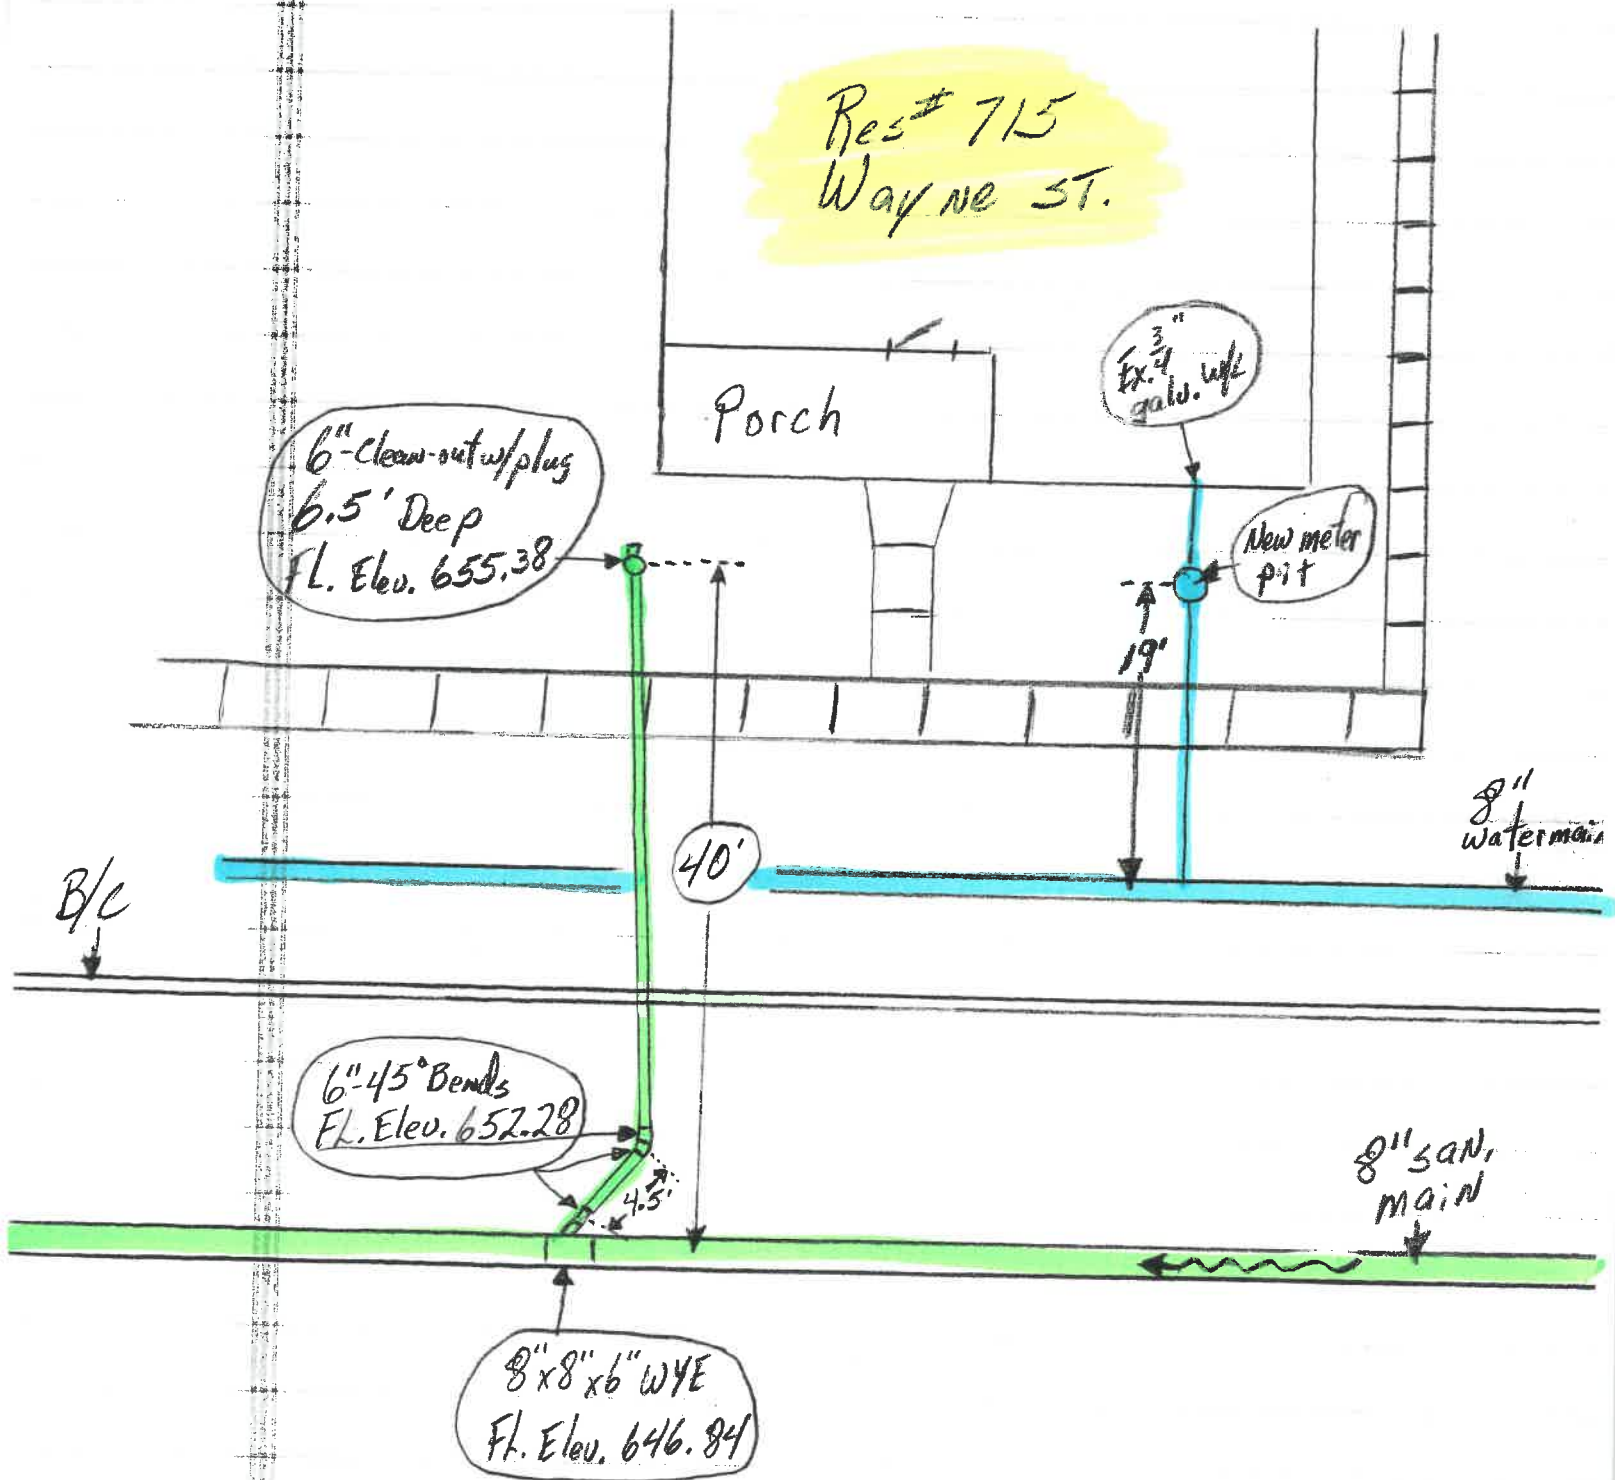 Res# 715
Wayne ST.
Ex. 3/4"
galv. W/L
Porch
6"-Clean-out w/plug
6.5' Deep
FL. Elev. 655.38
New meter
pit
19'
40'
8"
watermain
B/C
6"-45° Bends
FL. Elev. 652.28
4.5'
8" SAN.
MAIN
8"x8"x6" WYE
FL. Elev. 646.84